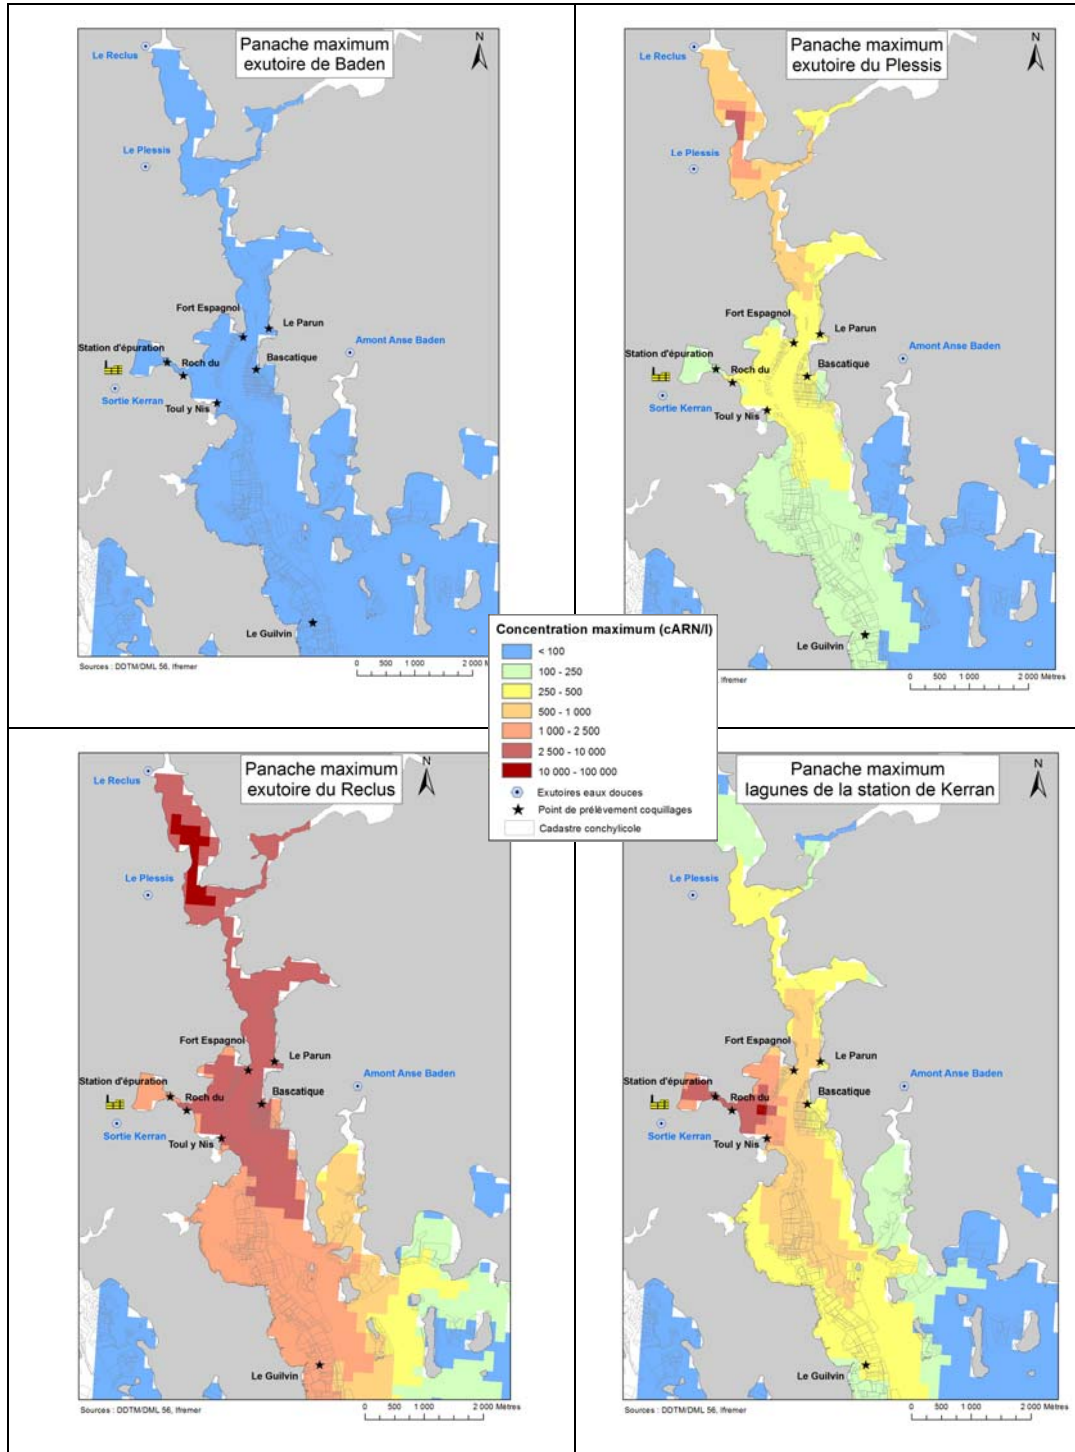 Panache maximum
exutoire de Baden
N
Le Reclus
Le Plessis
Fort Espagnol
Le Parun
Station d'épuration
Roch du
Bascatique
Amont Anse Baden
Sortie Kerran
Toul y Nis
Le Guilvin
Sources : DDTM/DML 56, Ifremer
0 500 1 000 2 000 M
Panache maximum
exutoire du Plessis
N
Le Reclus
Le Plessis
Fort Espagnol
Le Parun
Station d'épuration
Roch du
Bascatique
Amont Anse Baden
Sortie Kerran
Toul y Nis
Le Guilvin
Ifremer
0 500 1 000 2 000 Mètres
Concentration maximum (cARN/l)
< 100
100 - 250
250 - 500
500 - 1 000
1 000 - 2 500
2 500 - 10 000
10 000 - 100 000
Exutoires eaux douces
Point de prélèvement coquillages
Cadastre conchylicole
Panache maximum
exutoire du Reclus
N
Le Reclus
Le Plessis
Fort Espagnol
Le Parun
Station d'épuration
Roch du
Bascatique
Amont Anse Baden
Sortie Kerran
Toul y Nis
Le Guilvin
Sources : DDTM/DML 56, Ifremer
0 500 1 000 2 000 Mètres
Panache maximum
lagunes de la station de Kerran
N
Le Plessis
Fort Espagnol
Le Parun
Station d'épuration
Roch du
Bascatique
Amont Anse Baden
Sortie Kerran
Toul y Nis
Le Guilvin
Sources : DDTM/DML 56, Ifremer
0 500 1 000 2 000 Mètres